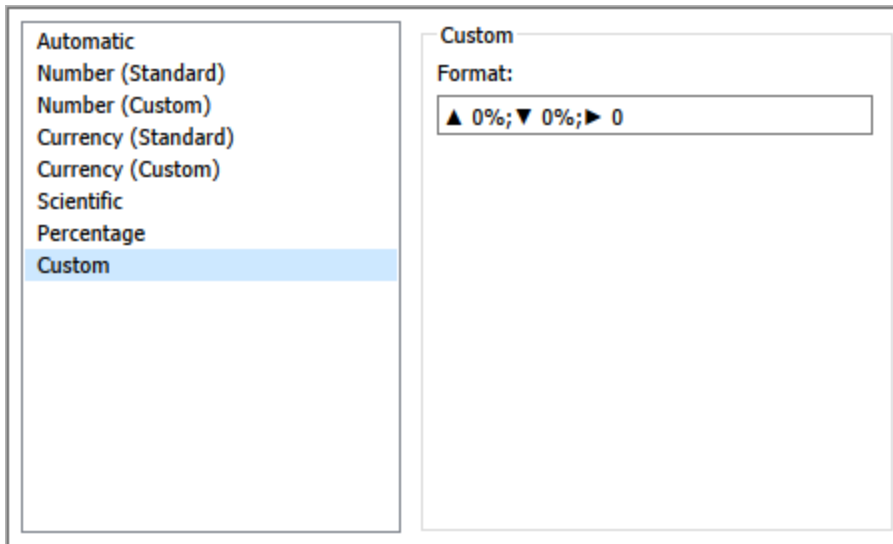 Automatic
Number (Standard)
Number (Custom)
Currency (Standard)
Currency (Custom)
Scientific
Percentage
Custom
Custom
Format:
▲ 0%;▼ 0%;► 0